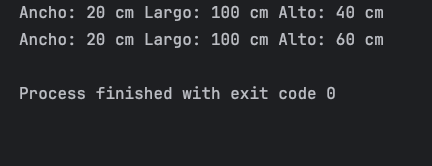 Ancho: 20 cm Largo: 100 cm Alto: 40 cm
Ancho: 20 cm Largo: 100 cm Alto: 60 cm
Process finished with exit code 0